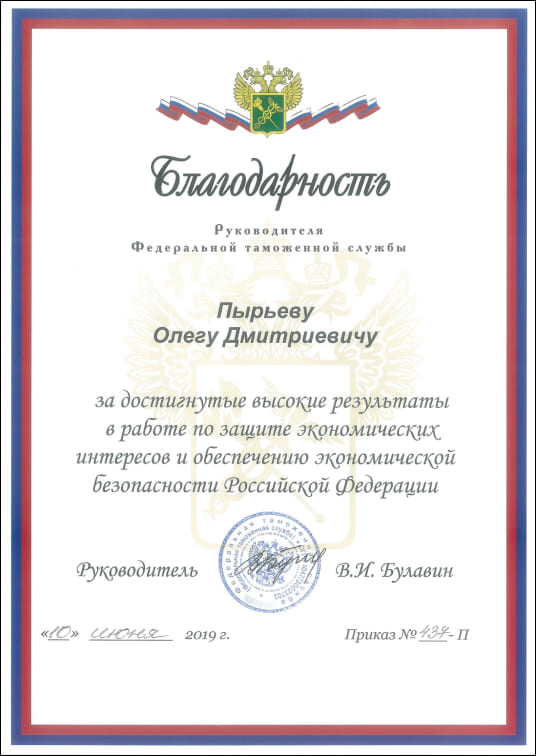 Благодарность
Руководителя
Федеральной таможенной службы
Пырьеву
Олегу Дмитриевичу
за достигнутые высокие результаты
в работе по защите экономических
интересов и обеспечению экономической
безопасности Российской Федерации
Руководитель В.И. Булавин
«10» июня 2019 г. Приказ № 437-П